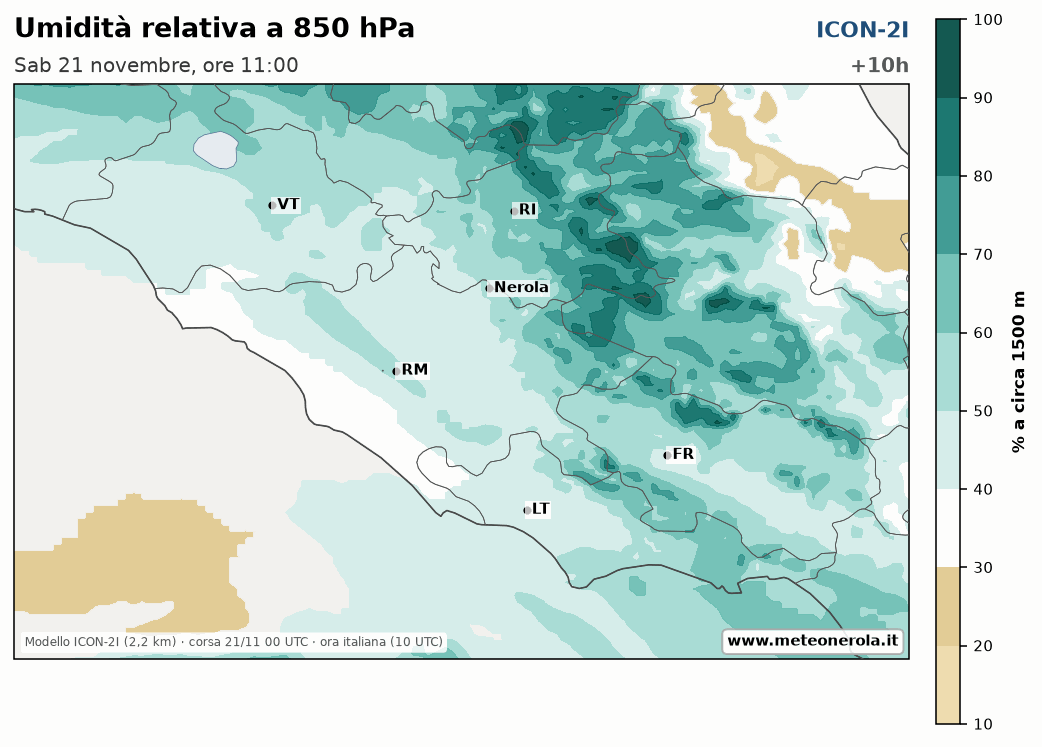 Umidità relativa a 850 hPa
ICON-2I
Sab 21 novembre, ore 11:00
+10h
100
90
80
70
60
50
40
30
20
10
% a circa 1500 m
VT
RI
Nerola
RM
FR
LT
Modello ICON-2I (2,2 km) · corsa 21/11 00 UTC · ora italiana (10 UTC)
www.meteonerola.it